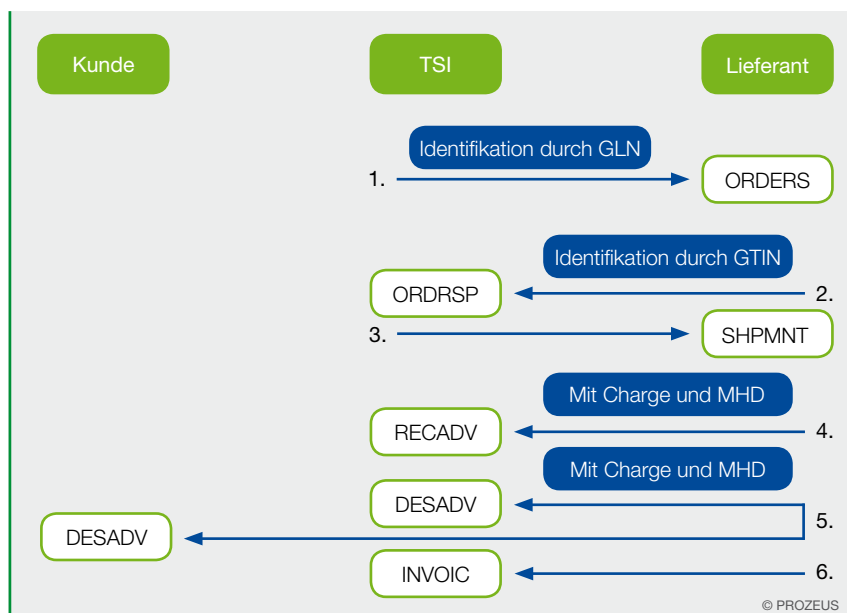 Kunde
TSI
Lieferant
Identifikation durch GLN
1.
ORDERS
Identifikation durch GTIN
ORDRSP
2.
3.
SHPMNT
Mit Charge und MHD
RECADV
4.
Mit Charge und MHD
DESADV
5.
DESADV
INVOIC
6.
© PROZEUS